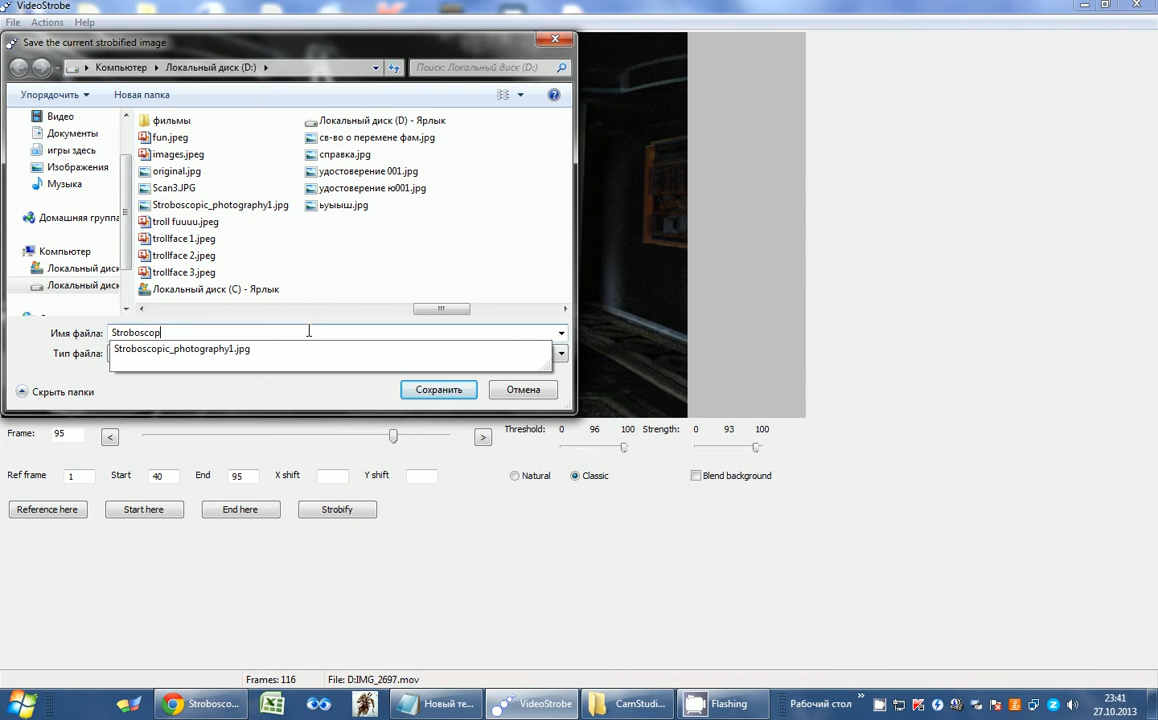 VideoStrobe
File Actions Help
Save the current strobified image
Компьютер Локальный диск (D:)
Поиск: Локальный диск (D:)
Упорядочить Новая папка
Видео
Документы
игры здесь
Изображения
Музыка
Домашняя группа
Компьютер
Локальный диск
Локальный диск
фильмы
fun.jpeg
images.jpeg
original.jpg
Scan3.JPG
Stroboscopic_photography1.jpg
troll fuuuu.jpeg
trollface 1.jpeg
trollface 2.jpeg
trollface 3.jpeg
Локальный диск (C) - Ярлык
Локальный диск (D) - Ярлык
св-во о перемене фам.jpg
справка.jpg
удостоверение 001.jpg
удостоверение ю001.jpg
ьуыыш.jpg
Имя файла: Stroboscop
Stroboscopic_photography1.jpg
Тип файла:
Скрыть папки
Сохранить Отмена
Frame: 95 < >
Threshold: 0 96 100 Strength: 0 93 100
Ref frame 1 Start 40 End 95 X shift Y shift
Natural Classic Blend background
Reference here Start here End here Strobify
Frames: 116 File: D:IMG_2697.mov
Strobosco... Новый те... VideoStrobe CamStudi... Flashing Рабочий стол »
23:41
27.10.2013